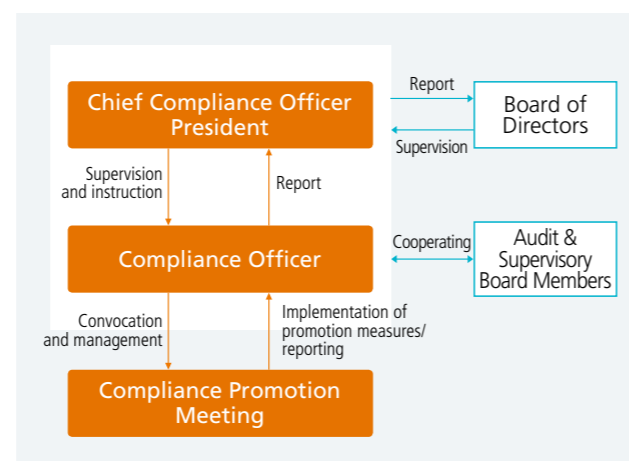 Chief Compliance Officer
President
Report
Board of
Directors
Supervision
Supervision
and instruction
Report
Compliance Officer
Cooperating
Audit &
Supervisory
Board Members
Convocation
and management
Implementation of
promotion measures/
reporting
Compliance Promotion
Meeting